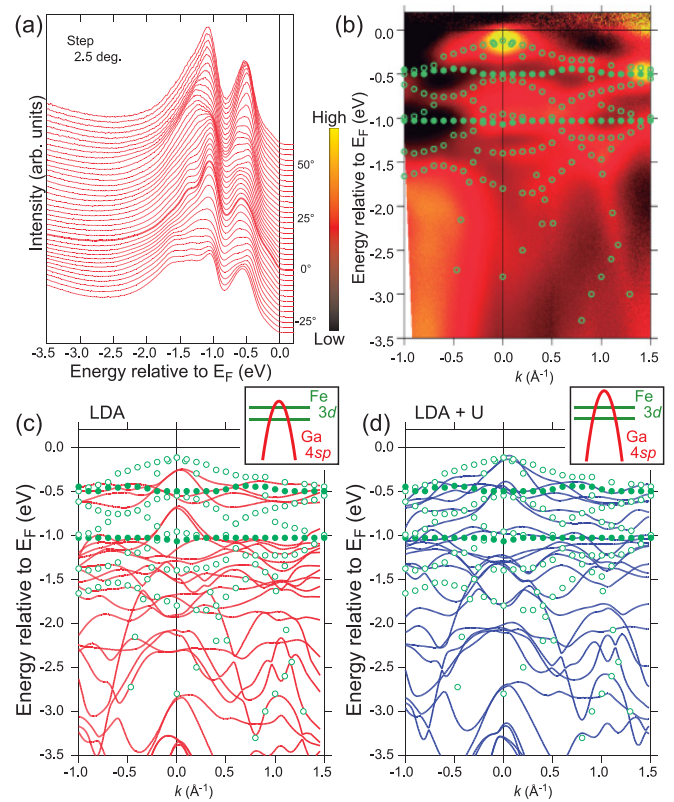 (a)
Step
2.5 deg.
Intensity (arb. units)
50°
0°
-25°
-3.5 -3.0 -2.5 -2.0 -1.5 -1.0 -0.5 0.0
Energy relative to E_F (eV)
High
Low
(b)
Energy relative to E_F (eV)
0.0
-0.5
-1.0
-1.5
-2.0
-2.5
-3.0
-3.5
-1.0 -0.5 0.0 0.5 1.0 1.5
k (Å⁻¹)
(c) LDA
Fe
3d
Ga
4sp
Energy relative to E_F (eV)
0.0
-0.5
-1.0
-1.5
-2.0
-2.5
-3.0
-3.5
-1.0 -0.5 0.0 0.5 1.0 1.5
k (Å⁻¹)
(d) LDA + U
Fe
3d
Ga
4sp
Energy relative to E_F (eV)
0.0
-0.5
-1.0
-1.5
-2.0
-2.5
-3.0
-3.5
-1.0 -0.5 0.0 0.5 1.0 1.5
k (Å⁻¹)